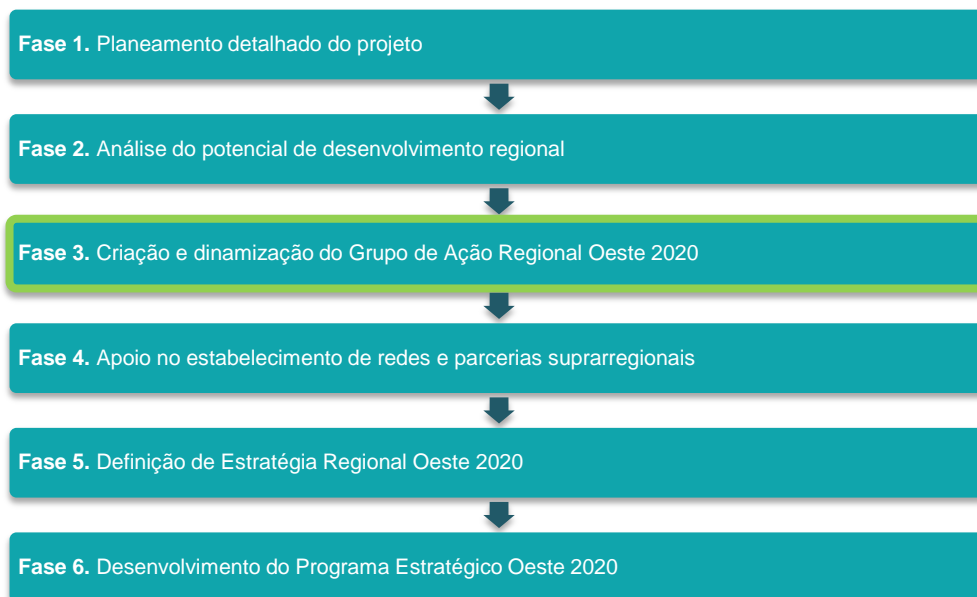 Fase 1. Planeamento detalhado do projeto
Fase 2. Análise do potencial de desenvolvimento regional
Fase 3. Criação e dinamização do Grupo de Ação Regional Oeste 2020
Fase 4. Apoio no estabelecimento de redes e parcerias suprarregionais
Fase 5. Definição de Estratégia Regional Oeste 2020
Fase 6. Desenvolvimento do Programa Estratégico Oeste 2020